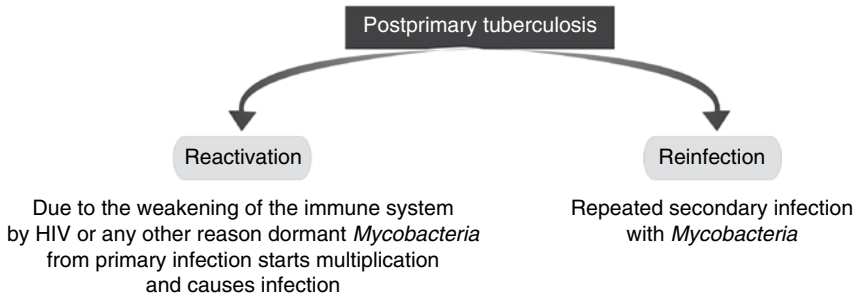 Postprimary tuberculosis
Reactivation
Due to the weakening of the immune system
by HIV or any other reason dormant Mycobacteria
from primary infection starts multiplication
and causes infection
Reinfection
Repeated secondary infection
with Mycobacteria